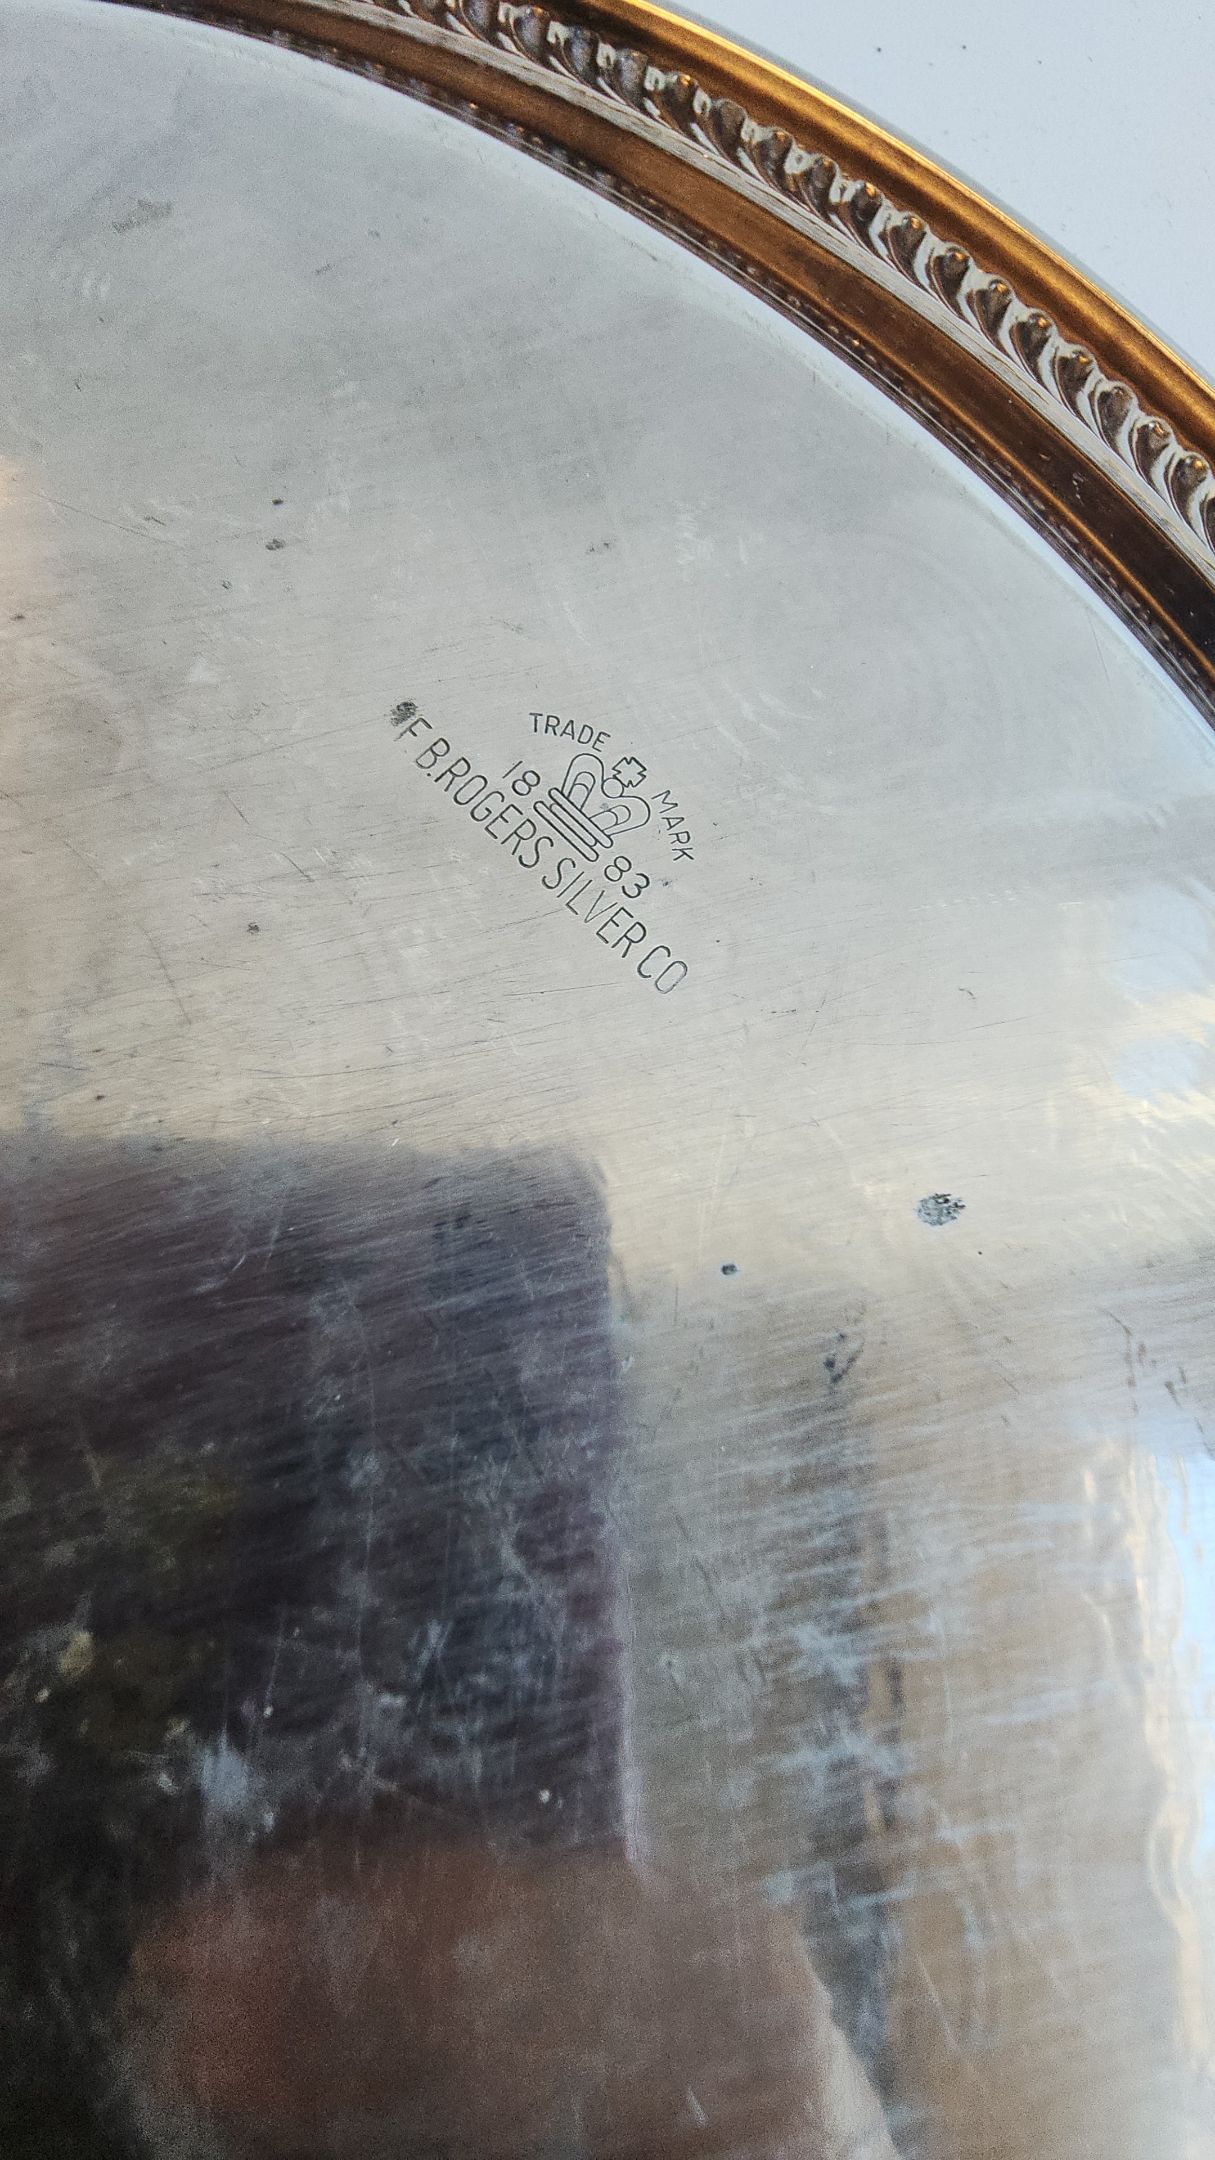 TRADE MARK
18 83
F.B.ROGERS SILVER CO